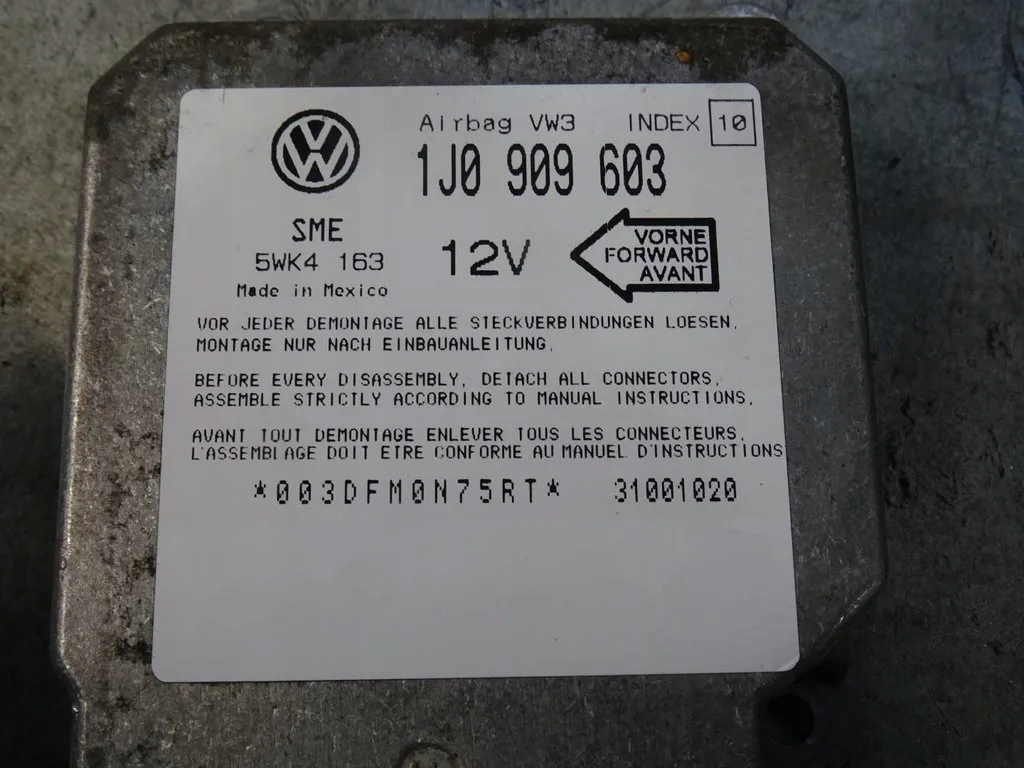 Airbag VW3 INDEX 10
1J0 909 603
SME
5WK4 163
Made in Mexico
12V
VORNE
FORWARD
AVANT
VOR JEDER DEMONTAGE ALLE STECKVERBINDUNGEN LOESEN.
MONTAGE NUR NACH EINBAUANLEITUNG.
BEFORE EVERY DISASSEMBLY, DETACH ALL CONNECTORS.
ASSEMBLE STRICTLY ACCORDING TO MANUAL INSTRUCTIONS.
AVANT TOUT DEMONTAGE ENLEVER TOUS LES CONNECTEURS.
L'ASSEMBLAGE DOIT ETRE CONFORME AU MANUEL D'INSTRUCTIONS
*003DFM0N75RT* 31001020